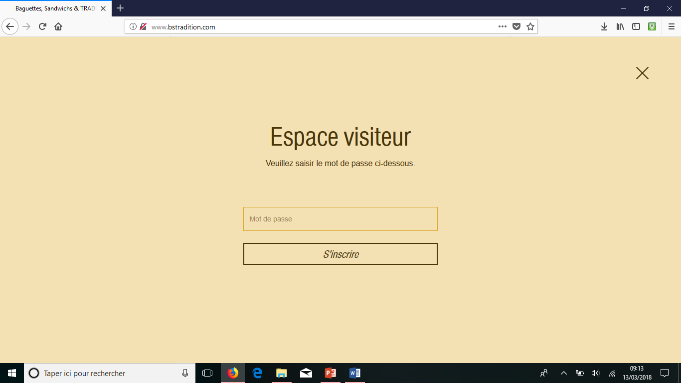 Baguettes, Sandwichs & TRAD
www.bstradition.com
Espace visiteur
Veuillez saisir le mot de passe ci-dessous.
Mot de passe
S'inscrire
Taper ici pour rechercher
09:13
13/03/2018